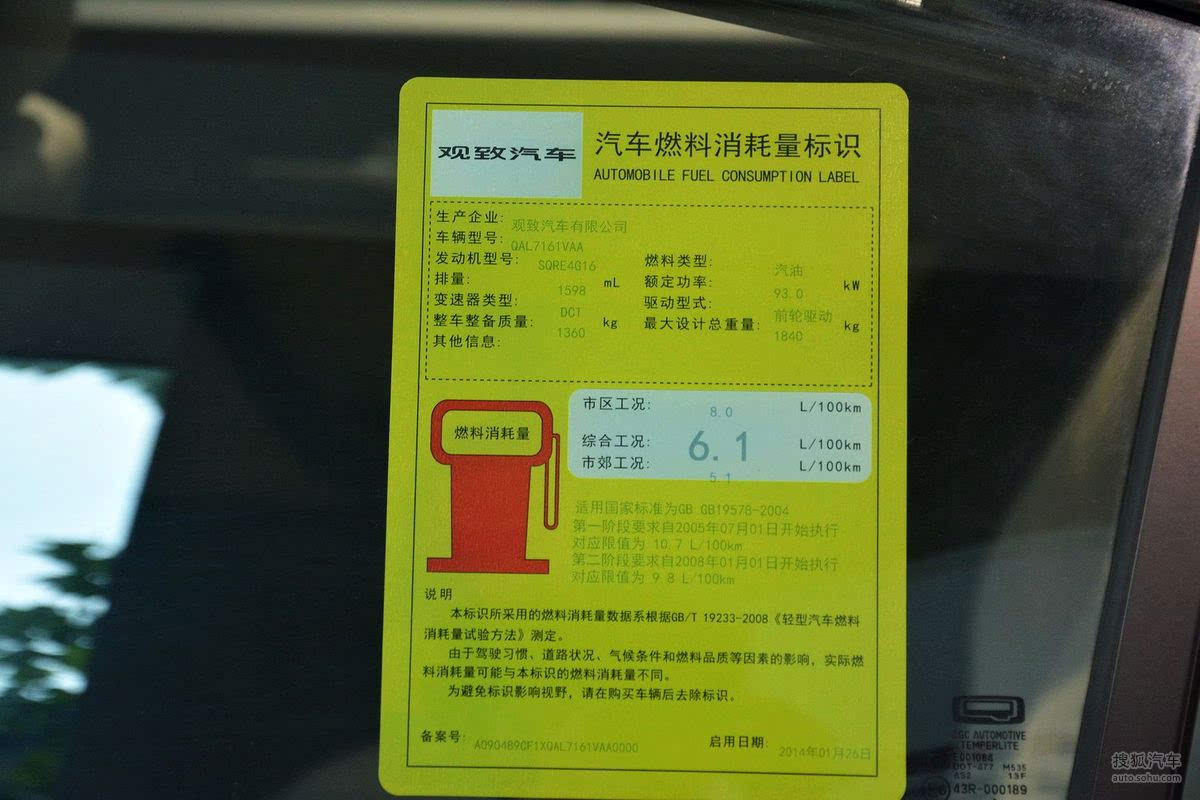 观致汽车
汽车燃料消耗量标识
AUTOMOBILE FUEL CONSUMPTION LABEL
生产企业: 观致汽车有限公司
车辆型号: QAL7161VAA
发动机型号: SQRE4G16 燃料类型: 汽油
排量: 1598 mL 额定功率: 93.0 kW
变速器类型: DCT 驱动型式: 前轮驱动
整车整备质量: 1360 kg 最大设计总重量: 1840 kg
其他信息:
燃料消耗量
市区工况: 8.0 L/100km
综合工况: 6.1 L/100km
市郊工况: 5.1 L/100km
适用国家标准为GB GB19578-2004
第一阶段要求自2005年07月01日开始执行
对应限值为 10.7 L/100km
第二阶段要求自2008年01月01日开始执行
对应限值为 9 8 L/100km
说明
本标识所采用的燃料消耗量数据系根据GB/T 19233-2008《轻型汽车燃料
消耗量试验方法》测定。
由于驾驶习惯、道路状况、气候条件和燃料品质等因素的影响，实际燃
料消耗量可能与本标识的燃料消耗量不同。
为避免标识影响视野，请在购买车辆后去除标识。
备案号: A090489CF1XQAL7161VAA0000 启用日期: 2014年01月26日
AUTOMOTIVE
TEMPERLITE
DOT-477 M535
AS2 13F
43R-000189
搜狐汽车
auto.sohu.com